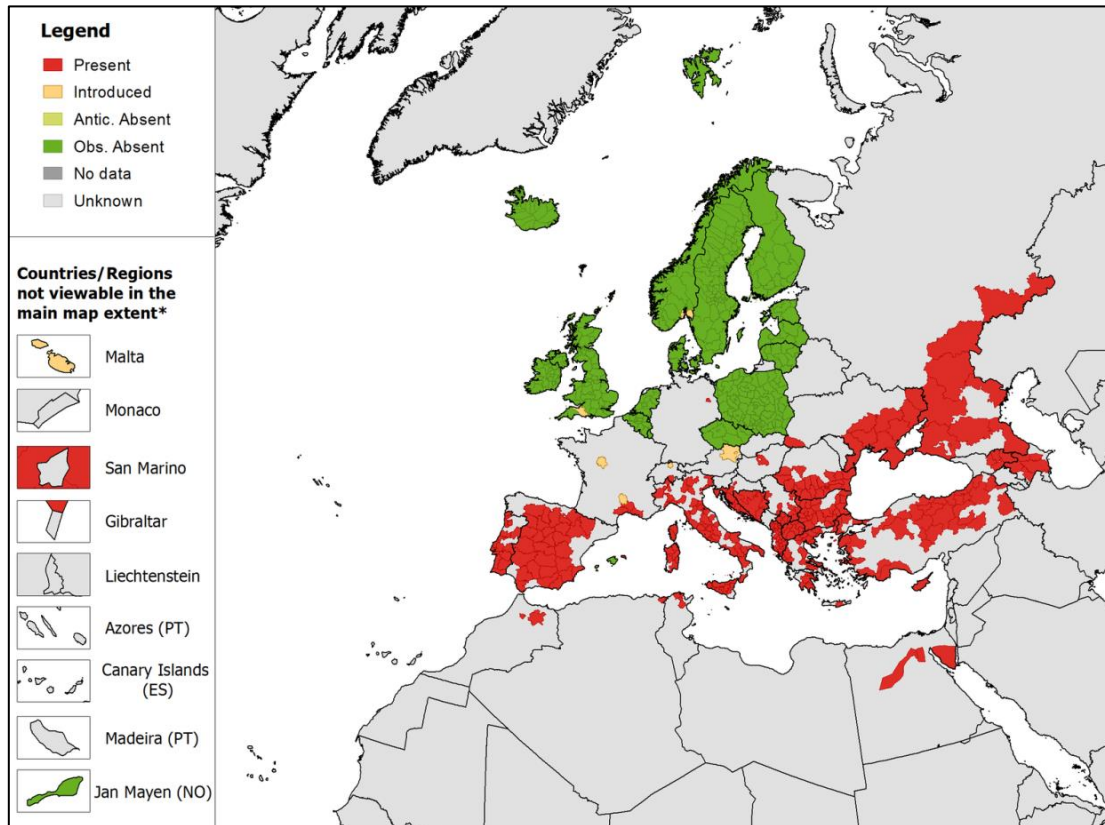 Legend
Present
Introduced
Antic. Absent
Obs. Absent
No data
Unknown
Countries/Regions
not viewable in the
main map extent*
Malta
Monaco
San Marino
Gibraltar
Liechtenstein
Azores (PT)
Canary Islands
(ES)
Madeira (PT)
Jan Mayen (NO)